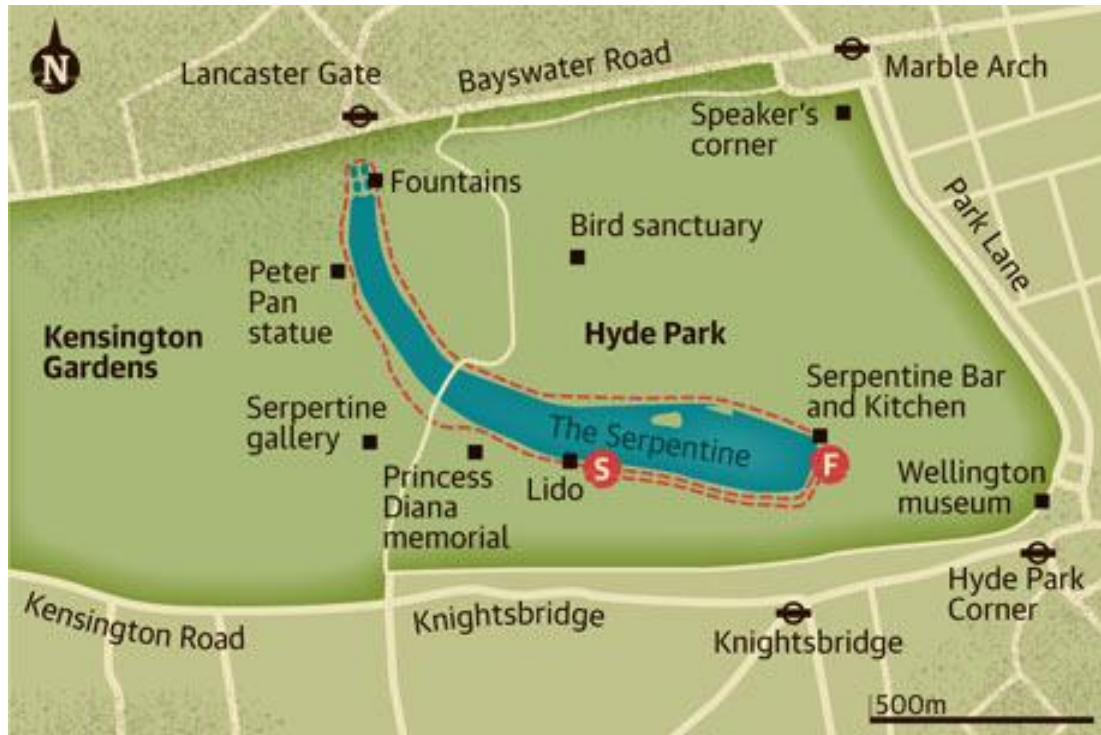 N
Lancaster Gate
Bayswater Road
Marble Arch
Speaker's
corner
Fountains
Park Lane
Bird sanctuary
Peter
Pan
statue
Kensington
Gardens
Hyde Park
Serpentine Bar
and Kitchen
Serpertine
gallery
The Serpentine
S
F
Lido
Princess
Diana
memorial
Wellington
museum
Hyde Park
Corner
Kensington Road
Knightsbridge
Knightsbridge
500m